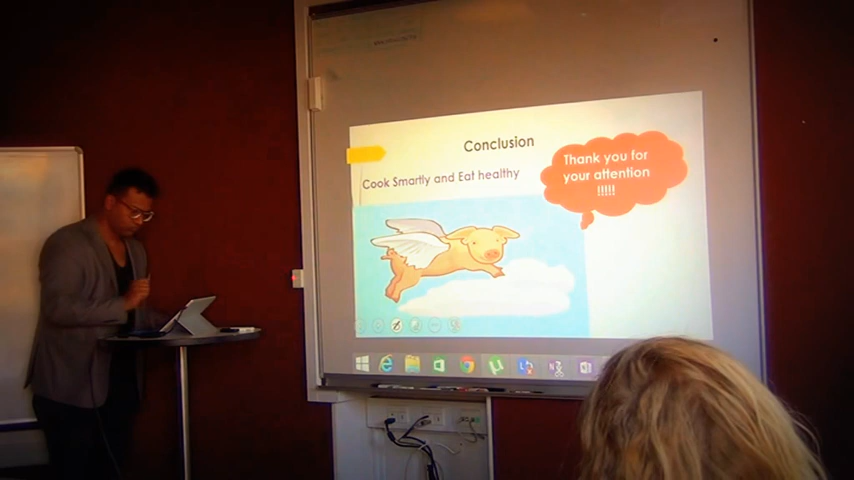 Conclusion
Cook Smartly and Eat healthy
Thank you for
your attention
!!!!!